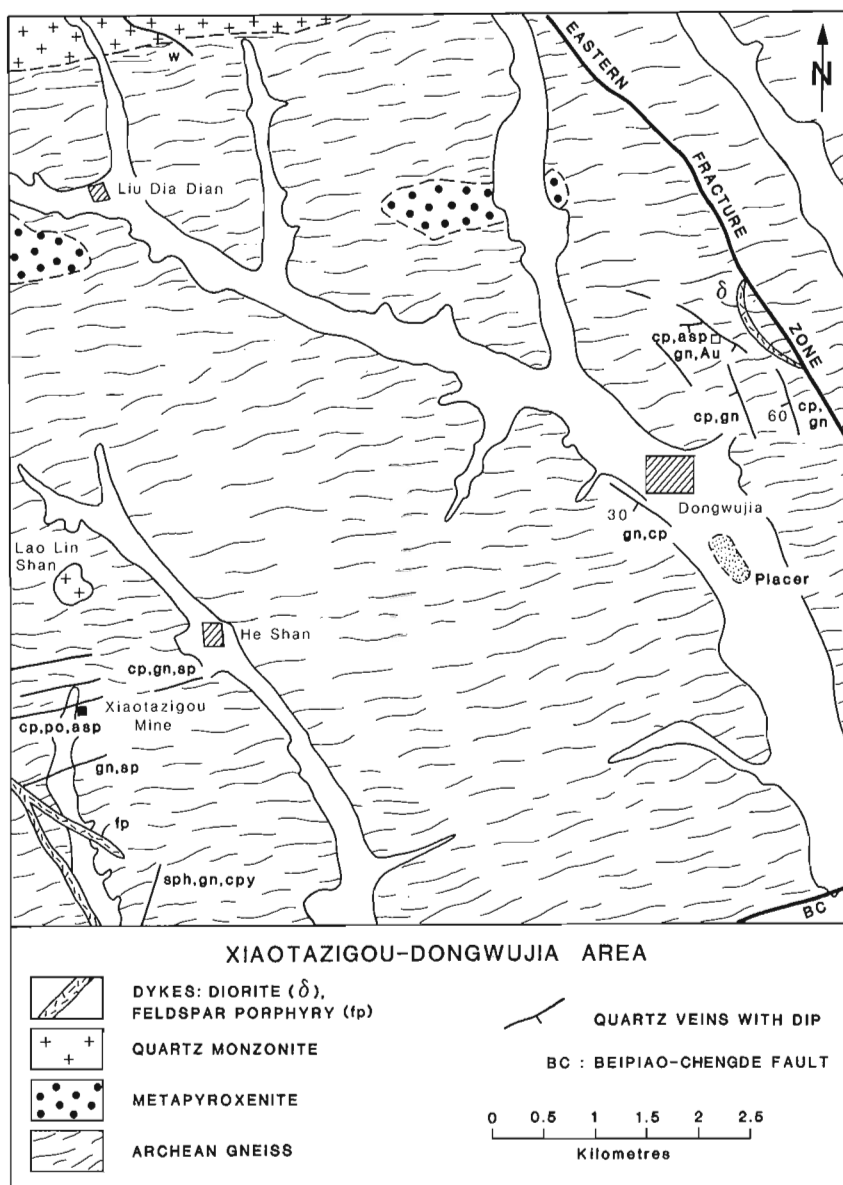 W
EASTERN
FRACTURE
ZONE
N
Liu Dia Dian
δ
cp,asp
gn,Au
cp,gn
60
cp,
gn
Dongwujia
30
gn,cp
Placer
Lao Lin
Shan
He Shan
cp,gn,sp
Xiaotazigou
Mine
cp,po,asp
gn,sp
fp
sph,gn,cpy
BC
XIAOTAZIGOU-DONGWUJIA AREA
DYKES: DIORITE (δ),
FELDSPAR PORPHYRY (fp)
QUARTZ MONZONITE
METAPYROXENITE
ARCHEAN GNEISS
QUARTZ VEINS WITH DIP
BC : BEIPIAO-CHENGDE FAULT
0 0.5 1 1.5 2 2.5
Kilometres